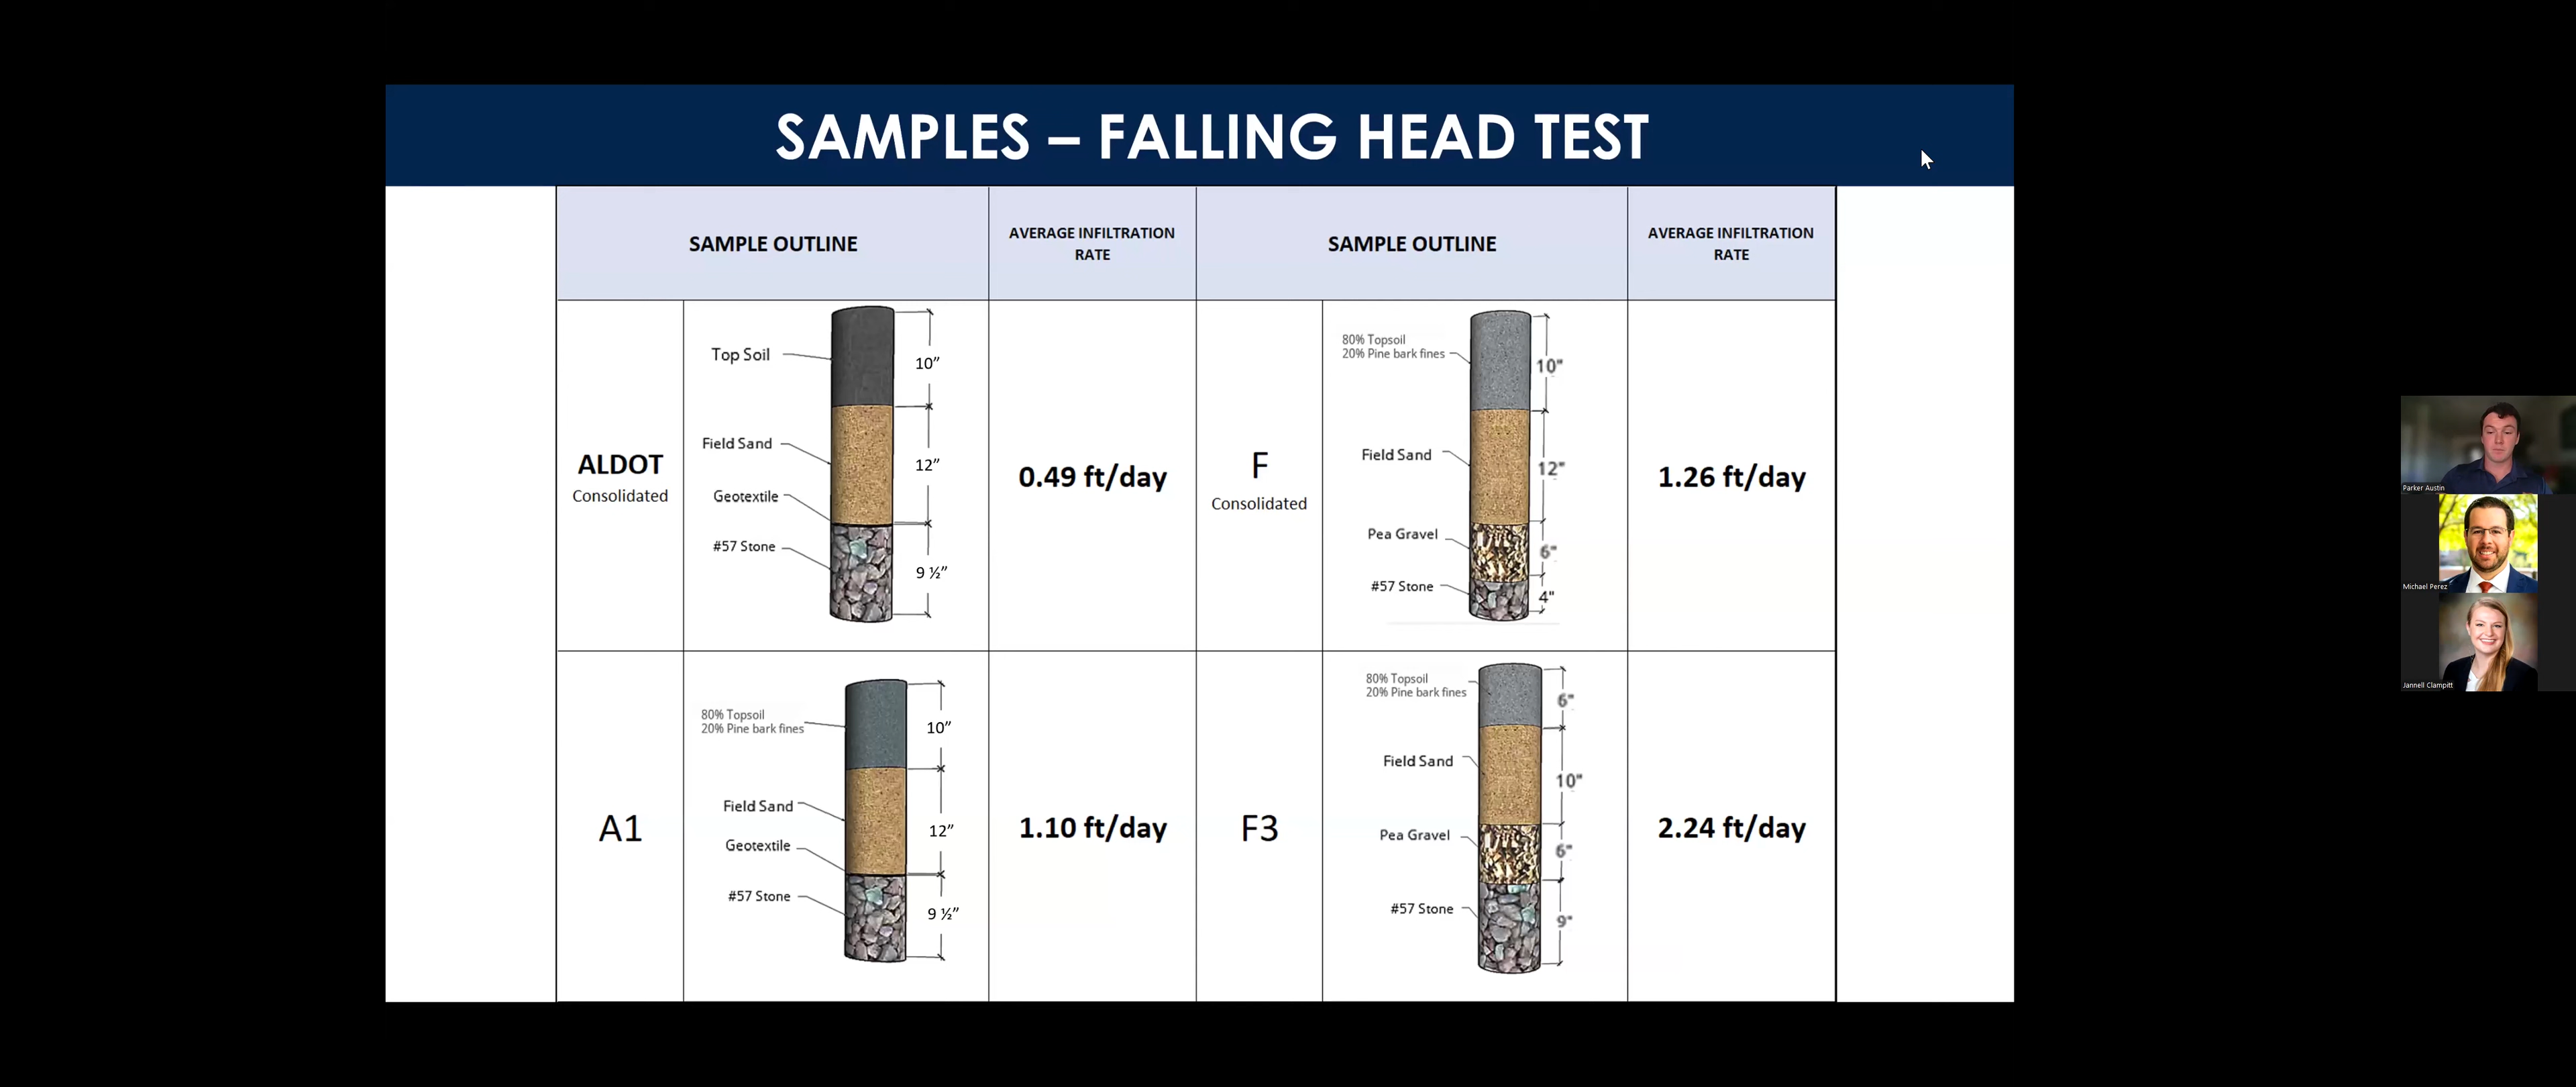 SAMPLES – FALLING HEAD TEST
SAMPLE OUTLINE
AVERAGE INFILTRATION
RATE
SAMPLE OUTLINE
AVERAGE INFILTRATION
RATE
ALDOT
Consolidated
Top Soil
10”
Field Sand
12”
Geotextile
#57 Stone
9 ½”
0.49 ft/day
F
Consolidated
80% Topsoil
20% Pine bark fines
10"
Field Sand
12"
Pea Gravel
6"
#57 Stone
4"
1.26 ft/day
A1
80% Topsoil
20% Pine bark fines
10”
Field Sand
12”
Geotextile
#57 Stone
9 ½”
1.10 ft/day
F3
80% Topsoil
20% Pine bark fines
6"
Field Sand
10"
Pea Gravel
6"
#57 Stone
9"
2.24 ft/day
Parker Austin
Michael Perez
Jannell Clampitt